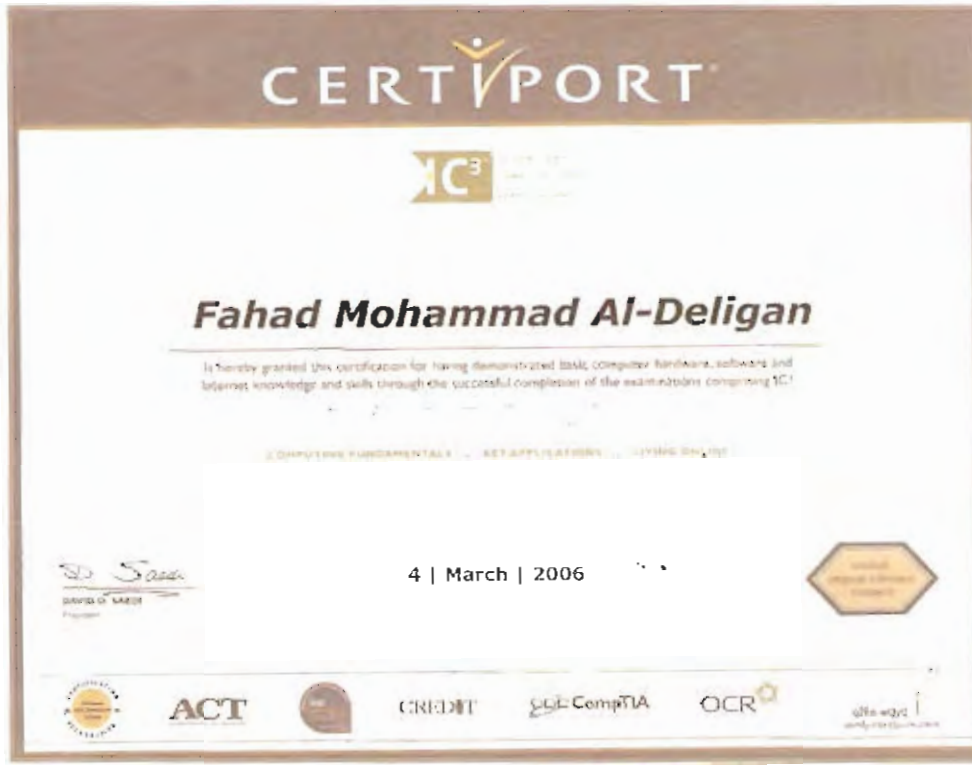 CERTIPORT
IC³
Fahad Mohammad Al-Deligan
Is hereby granted this certification for having demonstrated basic computer hardware, software and
Internet knowledge and skills through the successful completion of the examinations comprising IC³
COMPUTING FUNDAMENTALS KEY APPLICATIONS LIVING ONLINE
4 | March | 2006
DAVID D. SAEDI
President
ACT
CREDIT
CompTIA
OCR